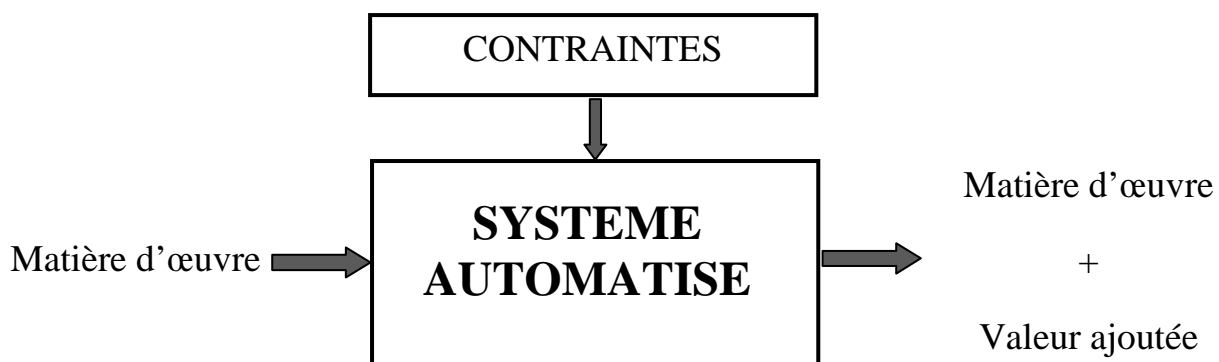 CONTRAINTES
Matière d’œuvre
SYSTEME
AUTOMATISE
Matière d’œuvre
+
Valeur ajoutée